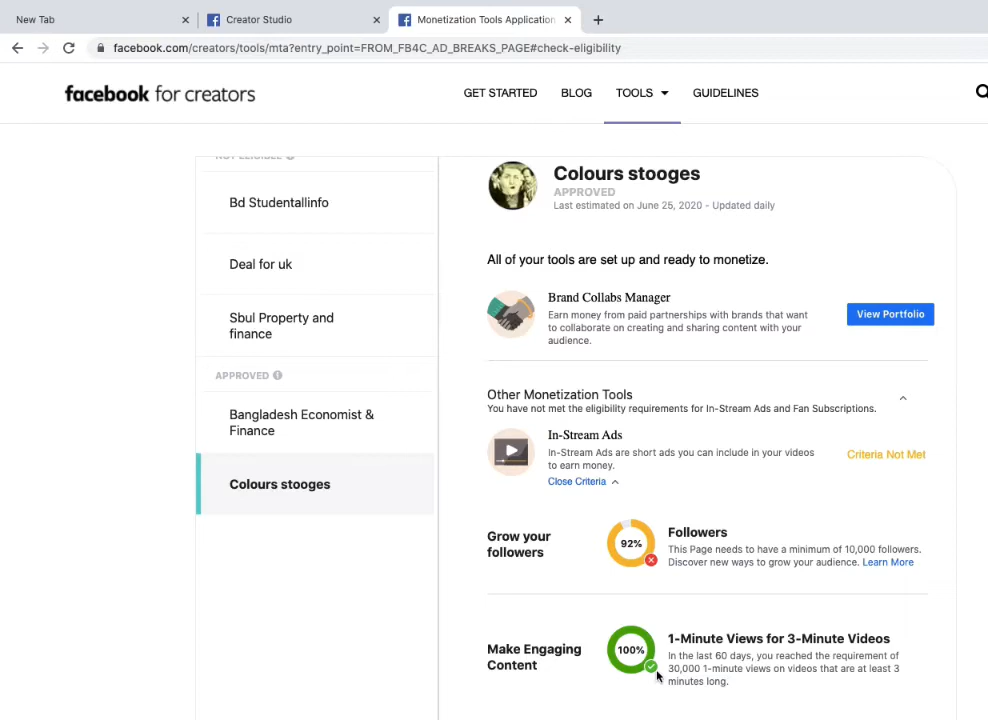 New Tab
Creator Studio
Monetization Tools Application
facebook.com/creators/tools/mta?entry_point=FROM_FB4C_AD_BREAKS_PAGE#check-eligibility
facebook for creators
GET STARTED
BLOG
TOOLS
GUIDELINES
NOT ELIGIBLE
Bd Studentallinfo
Deal for uk
Sbul Property and
finance
APPROVED
Bangladesh Economist &
Finance
Colours stooges
Colours stooges
APPROVED
Last estimated on June 25, 2020 - Updated daily
All of your tools are set up and ready to monetize.
Brand Collabs Manager
Earn money from paid partnerships with brands that want
to collaborate on creating and sharing content with your
audience.
View Portfolio
Other Monetization Tools
You have not met the eligibility requirements for In-Stream Ads and Fan Subscriptions.
In-Stream Ads
In-Stream Ads are short ads you can include in your videos
to earn money.
Close Criteria
Criteria Not Met
Grow your
followers
92%
Followers
This Page needs to have a minimum of 10,000 followers.
Discover new ways to grow your audience. Learn More
Make Engaging
Content
100%
1-Minute Views for 3-Minute Videos
In the last 60 days, you reached the requirement of
30,000 1-minute views on videos that are at least 3
minutes long.